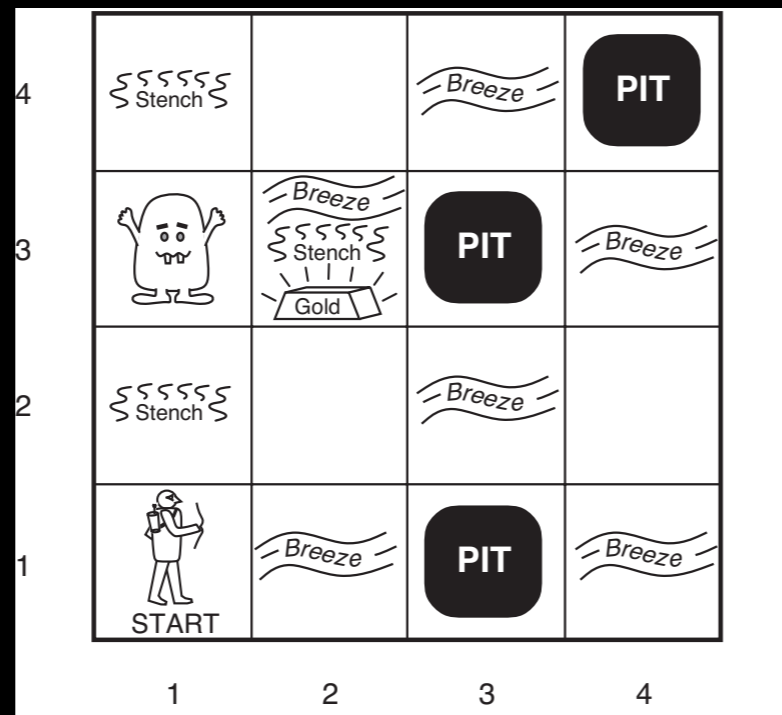 4
Stench
Breeze
PIT
3
Breeze
Stench
Gold
PIT
Breeze
2
Stench
Breeze
1
START
Breeze
PIT
Breeze
1 2 3 4